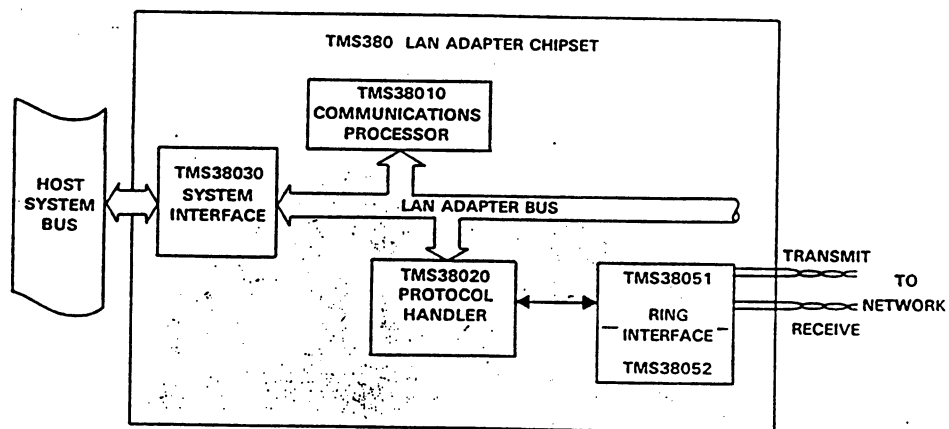 TMS380 LAN ADAPTER CHIPSET
TMS38010
COMMUNICATIONS
PROCESSOR
HOST
SYSTEM
BUS
TMS38030
SYSTEM
INTERFACE
LAN ADAPTER BUS
TMS38020
PROTOCOL
HANDLER
TMS38051
RING
INTERFACE
TMS38052
TRANSMIT
TO
NETWORK
RECEIVE